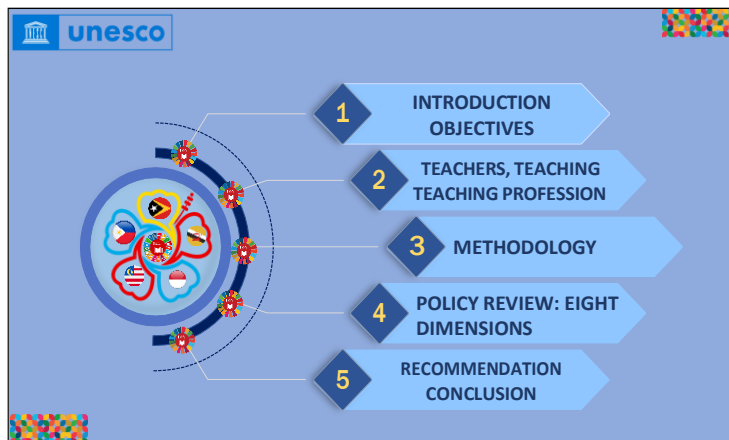 unesco
1
INTRODUCTION
OBJECTIVES
2
TEACHERS, TEACHING
TEACHING PROFESSION
3
METHODOLOGY
4
POLICY REVIEW: EIGHT
DIMENSIONS
5
RECOMMENDATION
CONCLUSION